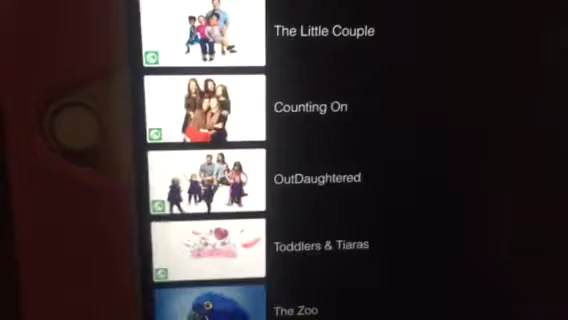 The Little Couple
Counting On
OutDaughtered
Toddlers & Tiaras
The Zoo